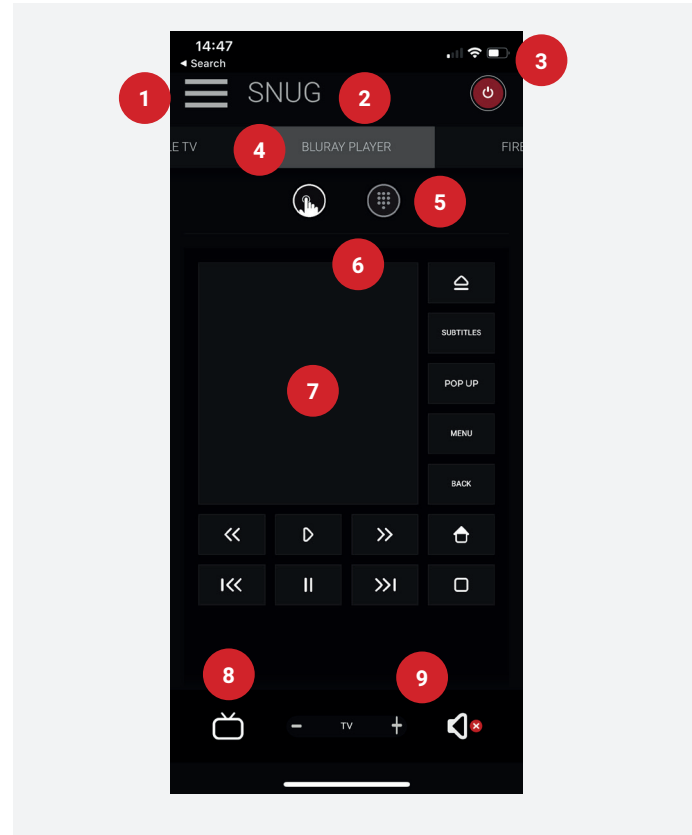 14:47
◄ Search
3
1
SNUG
2
LE TV
4
BLURAY PLAYER
FIRE
5
6
SUBTITLES
7
POP UP
MENU
BACK
8
9
TV